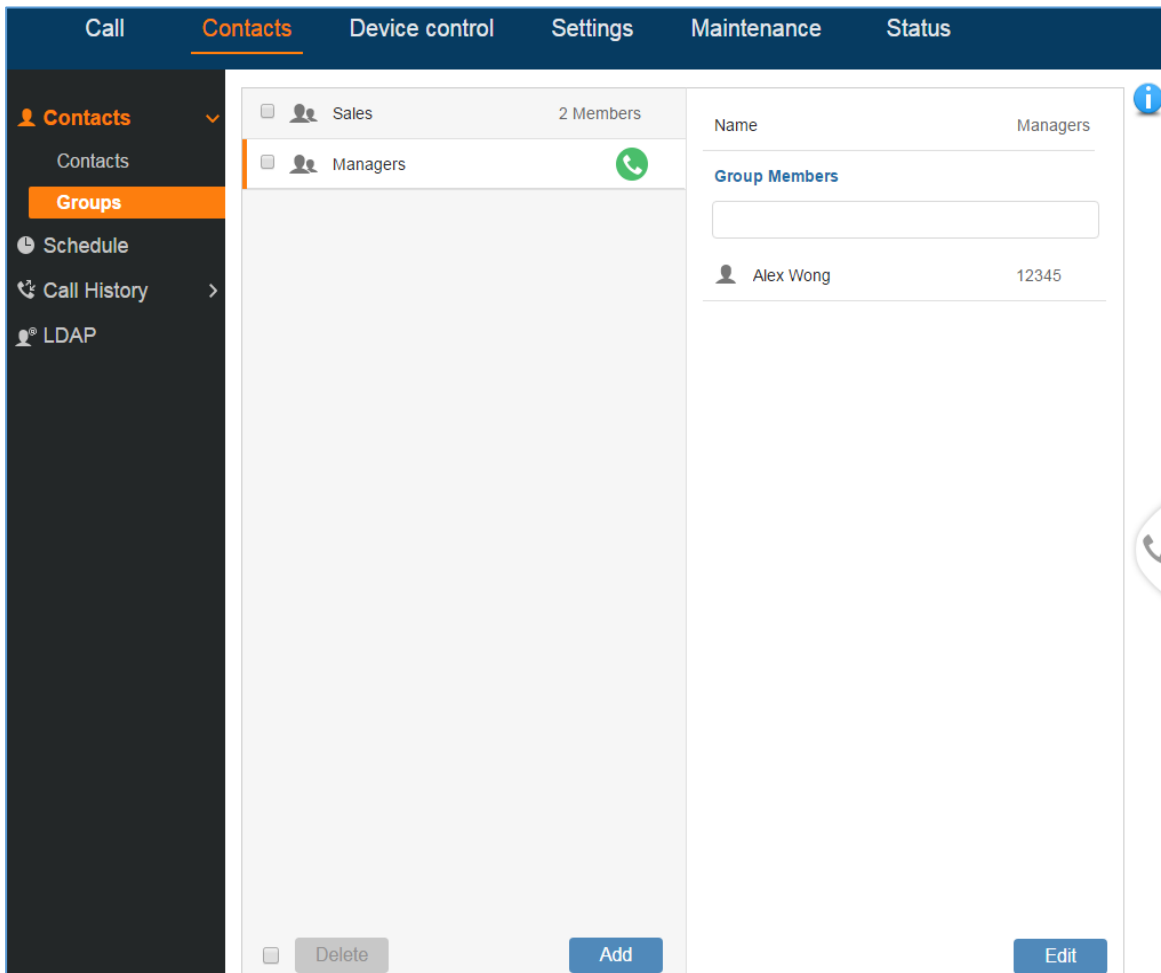 Call Contacts Device control Settings Maintenance Status
Contacts
Contacts
Groups
Schedule
Call History
LDAP
Sales 2 Members
Managers
Name Managers
Group Members
Alex Wong 12345
Delete Add Edit